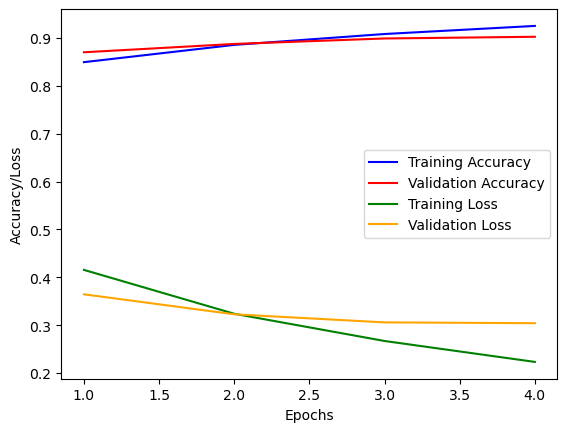 0.9
0.8
0.7
0.6
0.5
0.4
0.3
0.2
Accuracy/Loss
Training Accuracy
Validation Accuracy
Training Loss
Validation Loss
1.0 1.5 2.0 2.5 3.0 3.5 4.0
Epochs